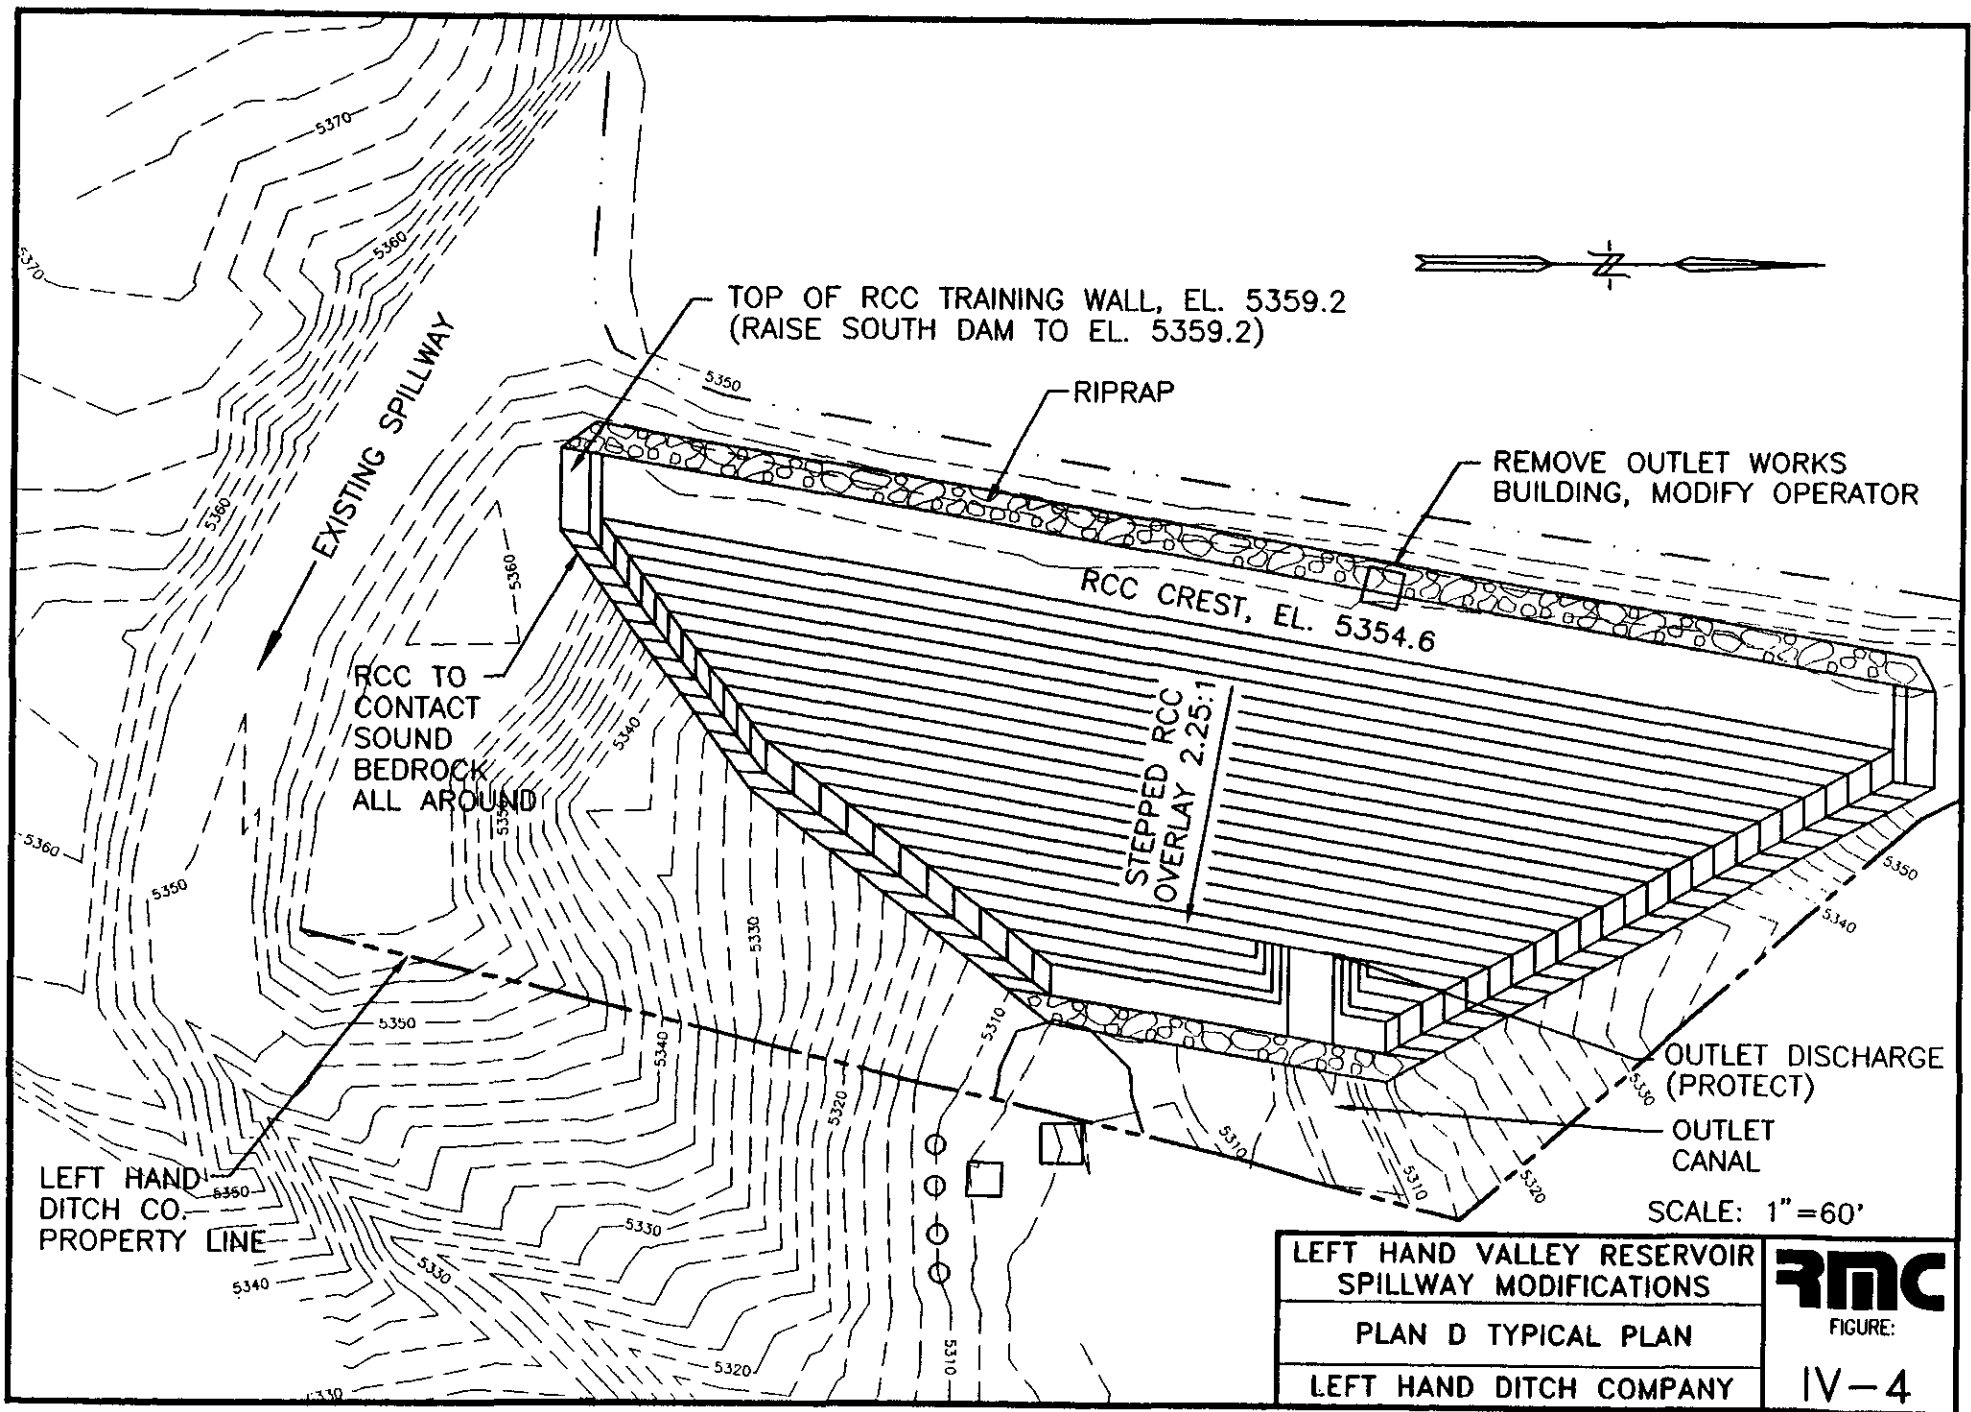 5370
5370
5360
TOP OF RCC TRAINING WALL, EL. 5359.2
(RAISE SOUTH DAM TO EL. 5359.2)
5350
RIPRAP
EXISTING SPILLWAY
REMOVE OUTLET WORKS
BUILDING, MODIFY OPERATOR
5360
5360
RCC CREST, EL. 5354.6
RCC TO
CONTACT
SOUND
BEDROCK
ALL AROUND
5340
5350
STEPPED RCC
OVERLAY 2.25:1
5360
5350
5330
5350
5340
5350
5340
5310
5320
OUTLET DISCHARGE
(PROTECT)
5330
OUTLET
CANAL
5310
5310
5320
LEFT HAND
DITCH CO.
PROPERTY LINE
5350
5330
5330
5340
5320
5310
5330
SCALE: 1"=60'
LEFT HAND VALLEY RESERVOIR
SPILLWAY MODIFICATIONS
PLAN D TYPICAL PLAN
LEFT HAND DITCH COMPANY
RMC
FIGURE:
IV-4
Z